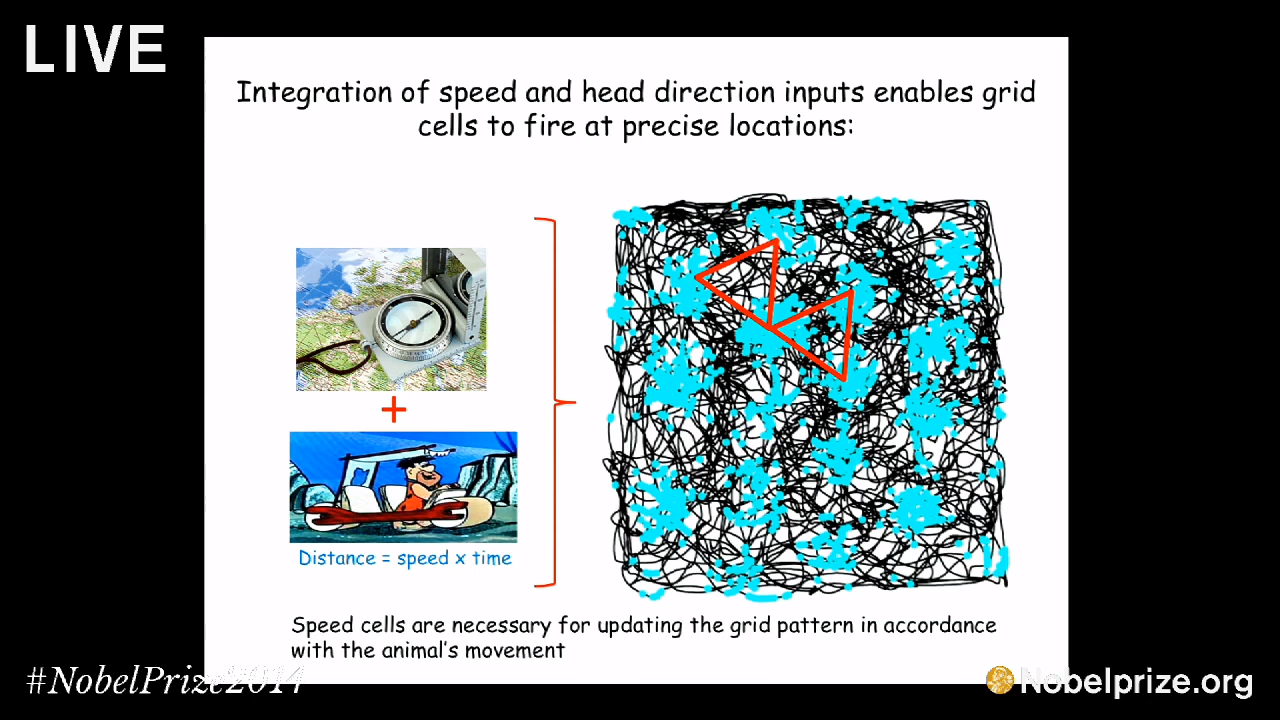 LIVE
Integration of speed and head direction inputs enables grid
cells to fire at precise locations:
+
Distance = speed x time
Speed cells are necessary for updating the grid pattern in accordance
with the animal's movement
#NobelPrize2014
Nobelprize.org